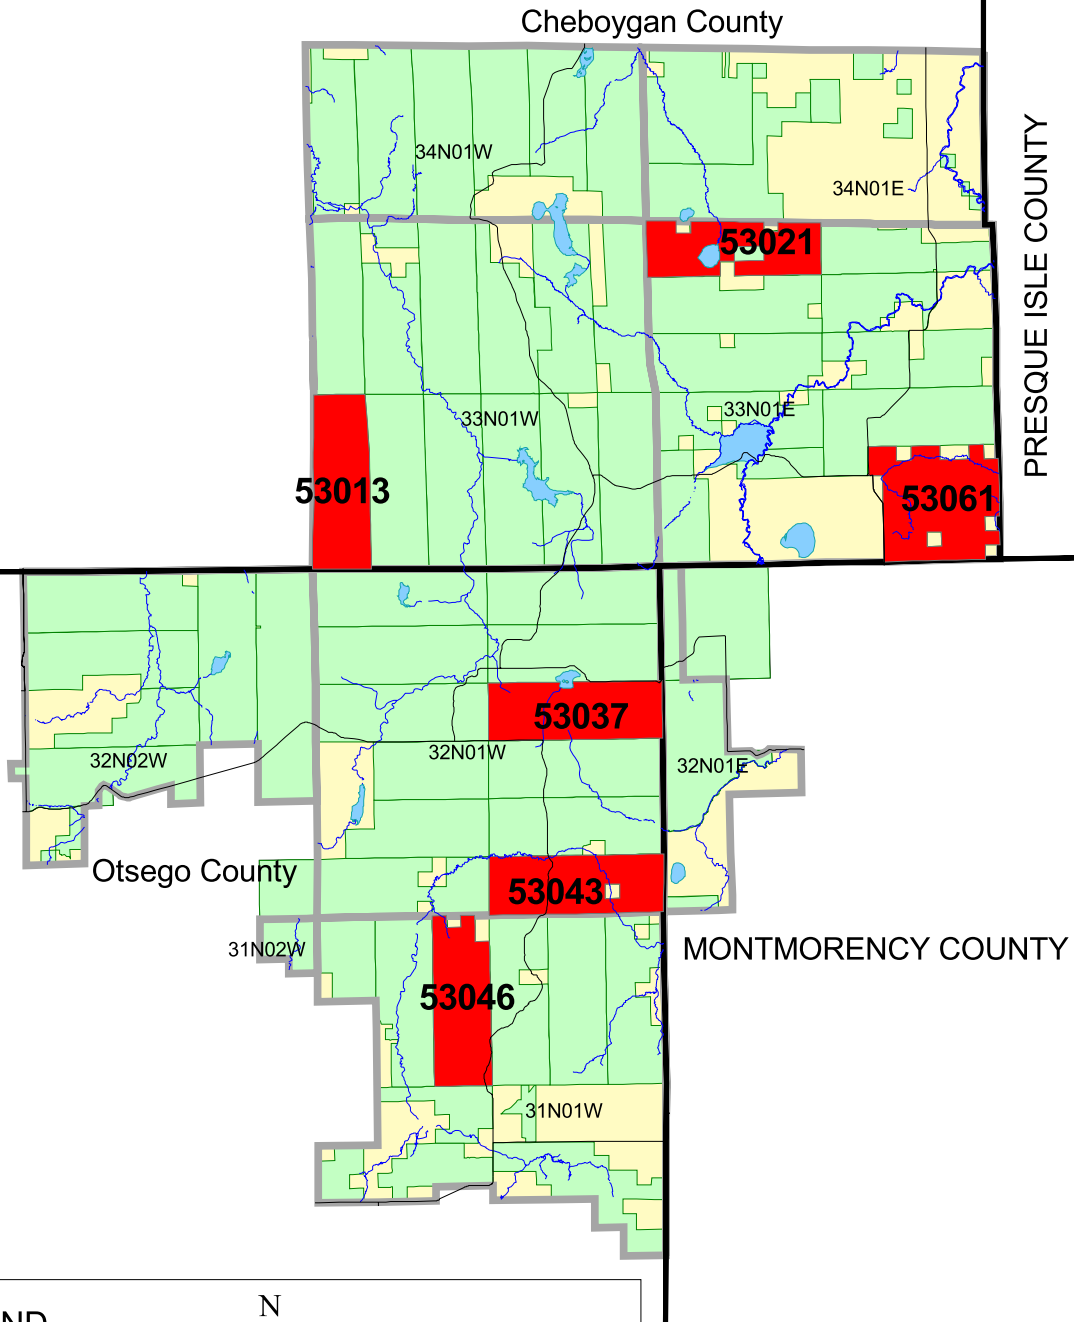 Cheboygan County
34N01W
34N01E
PRESQUE ISLE COUNTY
53021
33N01E
33N01W
53013
53061
53037
32N01W
32N02W
32N01E
Otsego County
53043
31N02W
MONTMORENCY COUNTY
53046
31N01W
N